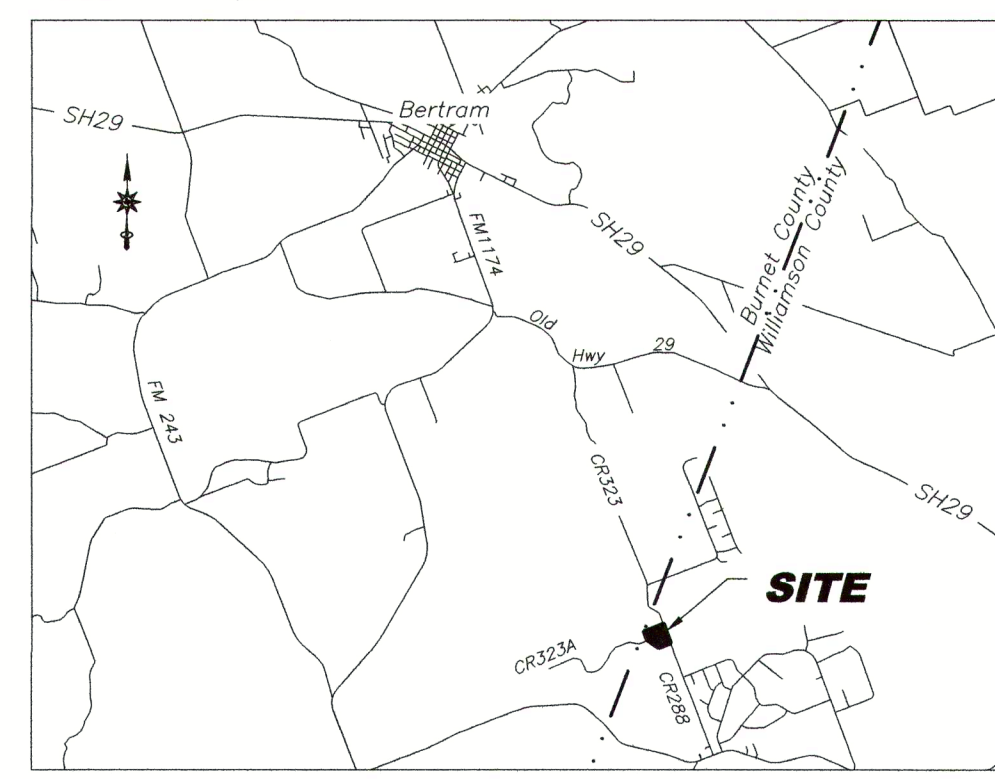 Bertram
SH29
FM1174
SH29
Burnet County
Williamson County
Old
Hwy
29
FM 243
CR323
SH29
SITE
CR323A
CR288